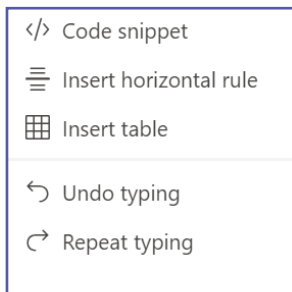 Code snippet
Insert horizontal rule
Insert table
Undo typing
Repeat typing